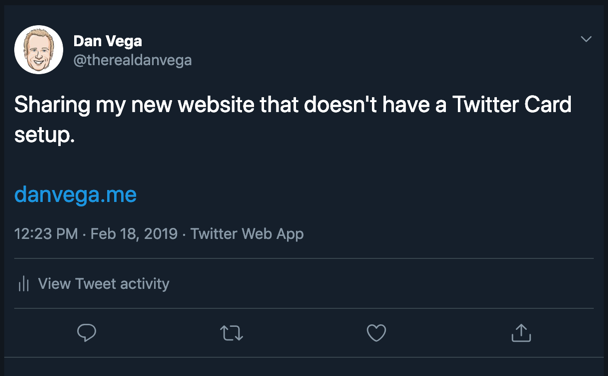 Dan Vega
@therealdanvega
Sharing my new website that doesn't have a Twitter Card
setup.
danvega.me
12:23 PM · Feb 18, 2019 · Twitter Web App
View Tweet activity